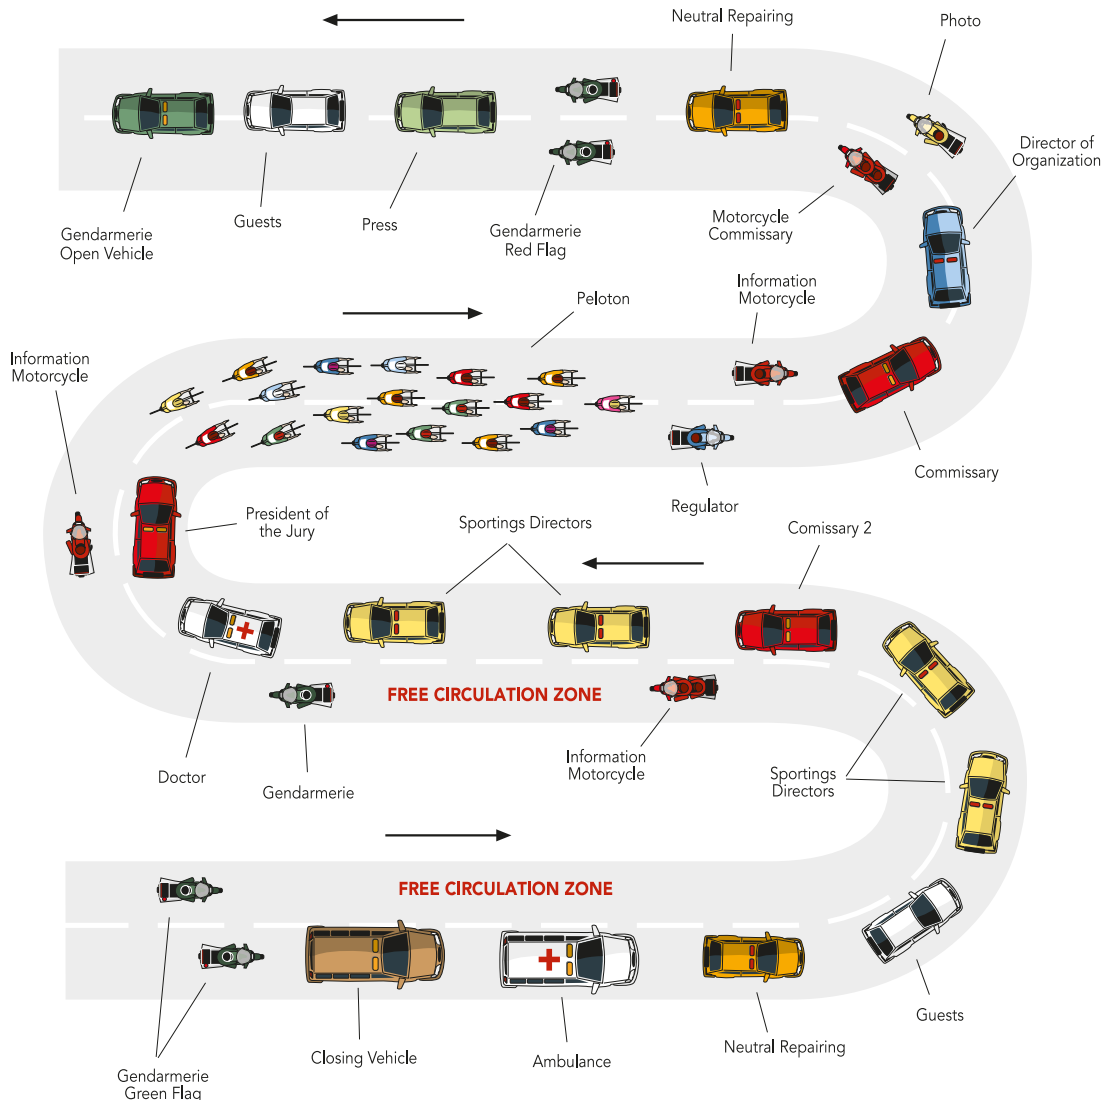 Neutral Repairing
Photo
Director of
Organization
Gendarmerie
Open Vehicle
Guests
Press
Gendarmerie
Red Flag
Motorcycle
Commissary
Information
Motorcycle
Peloton
Information
Motorcycle
Commissary
Regulator
President of
the Jury
Sportings Directors
Comissary 2
FREE CIRCULATION ZONE
Doctor
Gendarmerie
Information
Motorcycle
Sportings
Directors
FREE CIRCULATION ZONE
Guests
Neutral Repairing
Ambulance
Closing Vehicle
Gendarmerie
Green Flag